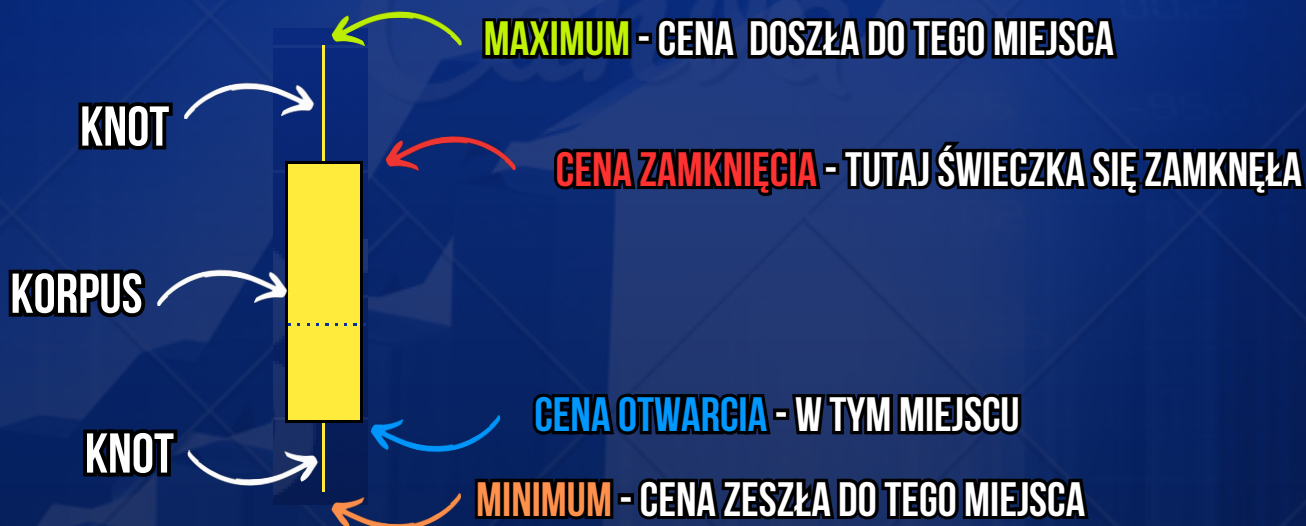 MAXIMUM - CENA DOSZŁA DO TEGO MIEJSCA
KNOT
CENA ZAMKNIĘCIA - TUTAJ ŚWIECZKA SIĘ ZAMKNĘŁA
KORPUS
CENA OTWARCIA - W TYM MIEJSCU
KNOT
MINIMUM - CENA ZESZŁA DO TEGO MIEJSCA